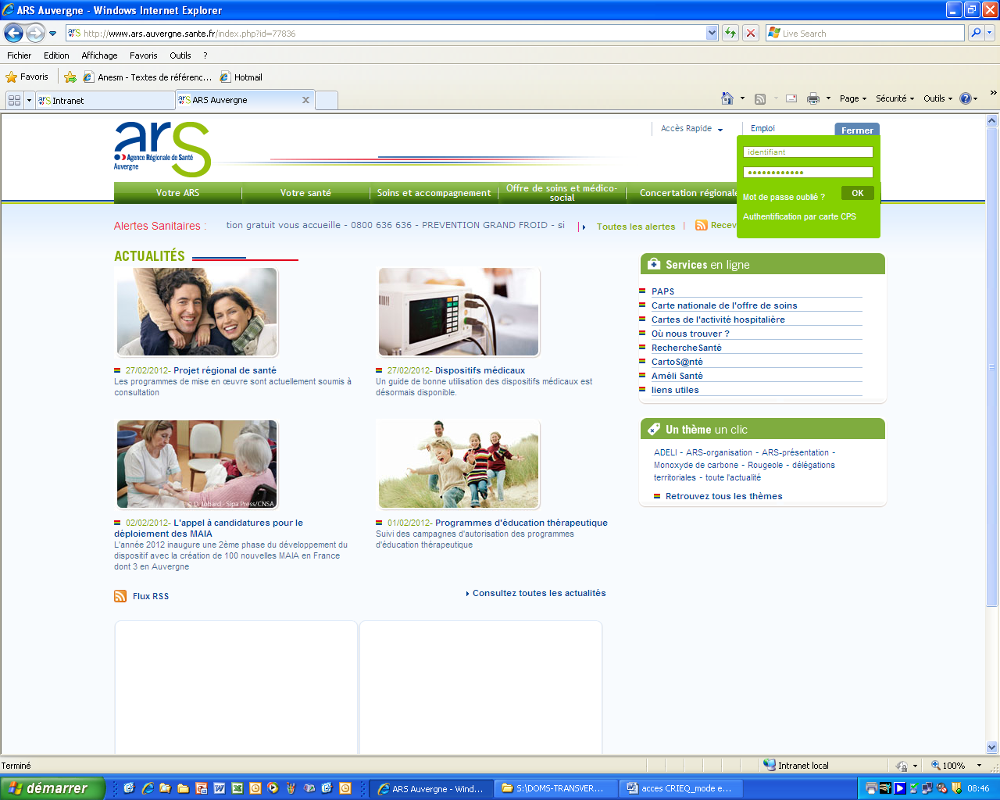 ARS Auvergne - Windows Internet Explorer
http://www.ars.auvergne.sante.fr/index.php?id=77836
Live Search
Fichier Edition Affichage Favoris Outils ?
Favoris Anesm - Textes de référenc... Hotmail
Intranet ARS Auvergne Page Sécurité Outils »
ars
Agence Régionale de Santé
Auvergne
Accès Rapide Emploi Fermer
identifiant
Mot de passe oublié ? OK
Authentification par carte CPS
Votre ARS Votre santé Soins et accompagnement Offre de soins et médico-social Concertation régionale
Alertes Sanitaires : tion gratuit vous accueille - 0800 636 636 - PREVENTION GRAND FROID - si Toutes les alertes | Recev
ACTUALITÉS
27/02/2012- Projet régional de santé
Les programmes de mise en œuvre sont actuellement soumis à
consultation
27/02/2012- Dispositifs médicaux
Un guide de bonne utilisation des dispositifs médicaux est
désormais disponible.
© D. Jobard - Sipa Press/CNSA
02/02/2012- L'appel à candidatures pour le
déploiement des MAIA
L'année 2012 inaugure une 2ème phase du développement du
dispositif avec la création de 100 nouvelles MAIA en France
dont 3 en Auvergne
01/02/2012- Programmes d'éducation thérapeutique
Suivi des campagnes d'autorisation des programmes
d'éducation thérapeutique
Flux RSS
Consultez toutes les actualités
Services en ligne
PAPS
Carte nationale de l'offre de soins
Cartes de l'activité hospitalière
Où nous trouver ?
RechercheSanté
CartoS@nté
Améli Santé
liens utiles
Un thème un clic
ADELI - ARS-organisation - ARS-présentation -
Monoxyde de carbone - Rougeole - délégations
territoriales - toute l'actualité
Retrouvez tous les thèmes
Terminé Intranet local 100%
démarrer ARS Auvergne - Wind... S:\DOMS-TRANSVER... acces CRIEQ_mode e... 08:46